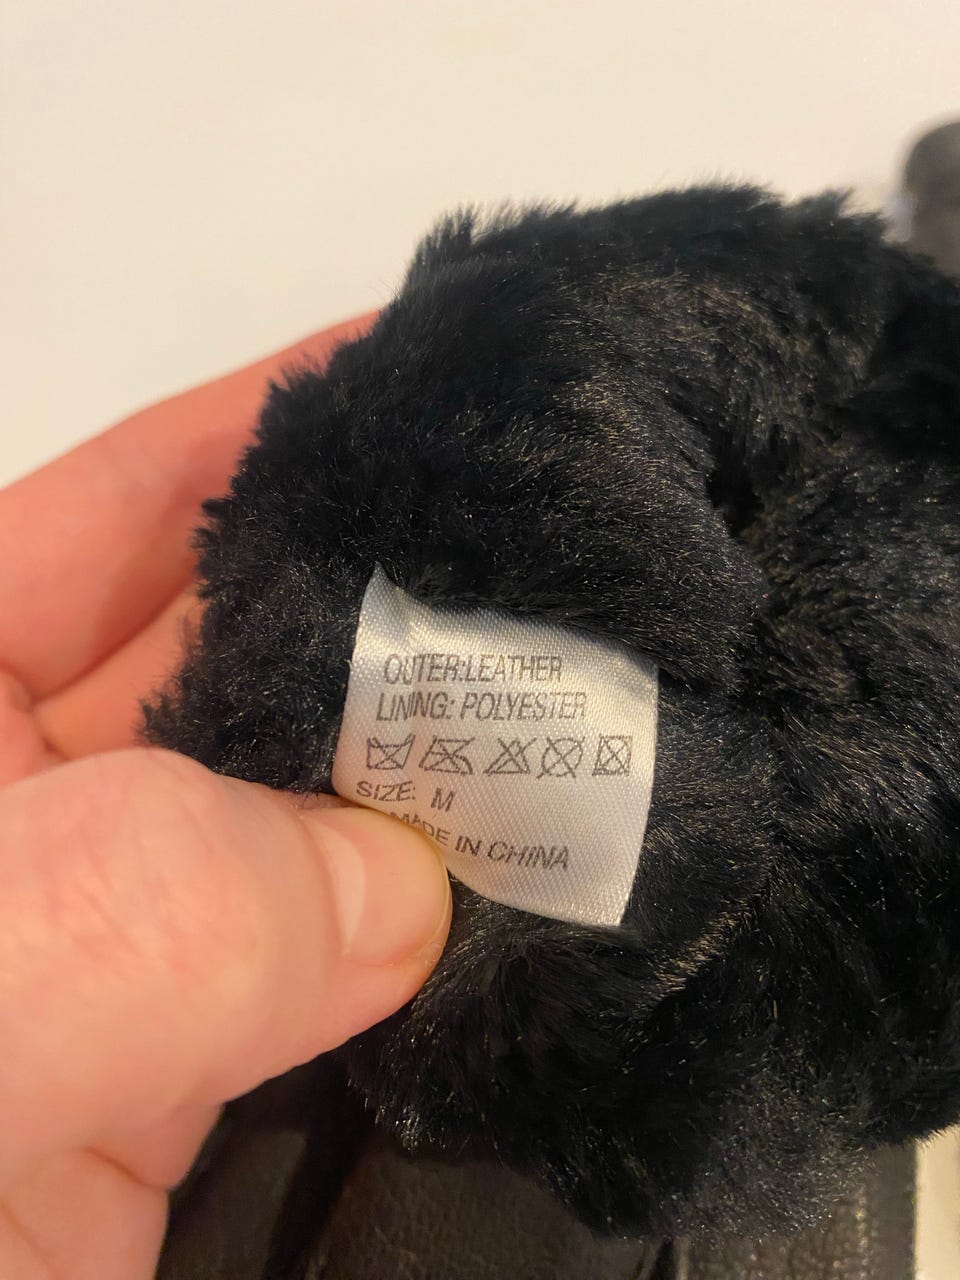 OUTER:LEATHER
LINING: POLYESTER
SIZE: M
MADE IN CHINA